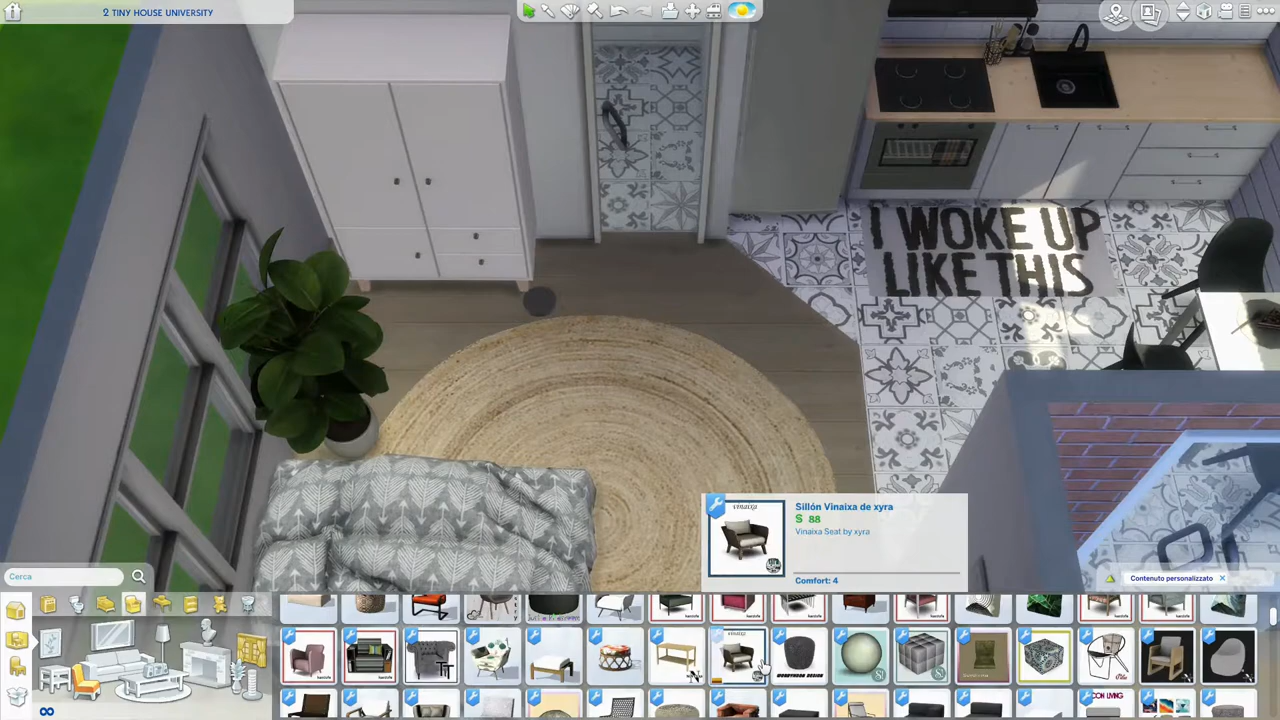 2 TINY HOUSE UNIVERSITY
I WOKE UP
LIKE THIS
vinaixa
Sillón Vinaixa de xyra
§ 88
Vinaixa Seat by xyra
Comfort: 4
Cerca
Contenuto personalizzato